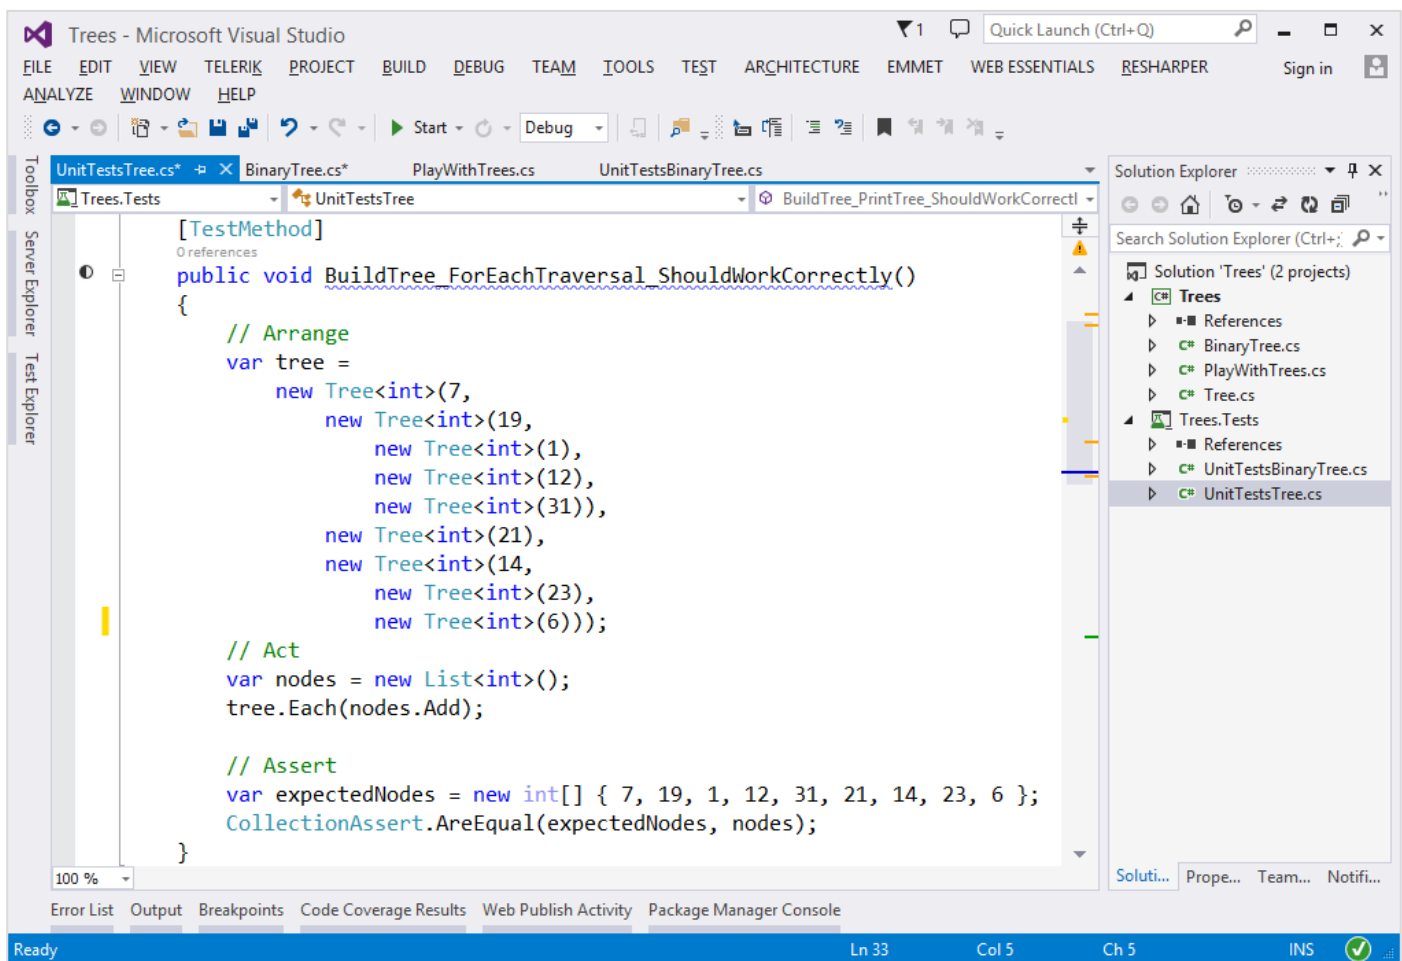 Trees - Microsoft Visual Studio
1
Quick Launch (Ctrl+Q)
FILE EDIT VIEW TELERIK PROJECT BUILD DEBUG TEAM TOOLS TEST ARCHITECTURE EMMET WEB ESSENTIALS RESHARPER Sign in
ANALYZE WINDOW HELP
Start Debug
Toolbox
Server Explorer
Test Explorer
UnitTestsTree.cs* BinaryTree.cs* PlayWithTrees.cs UnitTestsBinaryTree.cs
Trees.Tests UnitTestsTree BuildTree_PrintTree_ShouldWorkCorrectl
[TestMethod]
0 references
public void BuildTree_ForEachTraversal_ShouldWorkCorrectly()
{
// Arrange
var tree =
new Tree<int>(7,
new Tree<int>(19,
new Tree<int>(1),
new Tree<int>(12),
new Tree<int>(31)),
new Tree<int>(21),
new Tree<int>(14,
new Tree<int>(23),
new Tree<int>(6)));
// Act
var nodes = new List<int>();
tree.Each(nodes.Add);
// Assert
var expectedNodes = new int[] { 7, 19, 1, 12, 31, 21, 14, 23, 6 };
CollectionAssert.AreEqual(expectedNodes, nodes);
}
100 %
Solution Explorer
Search Solution Explorer (Ctrl+;
Solution 'Trees' (2 projects)
C# Trees
References
C# BinaryTree.cs
C# PlayWithTrees.cs
C# Tree.cs
Trees.Tests
References
C# UnitTestsBinaryTree.cs
C# UnitTestsTree.cs
Soluti... Prope... Team... Notifi...
Error List Output Breakpoints Code Coverage Results Web Publish Activity Package Manager Console
Ready Ln 33 Col 5 Ch 5 INS